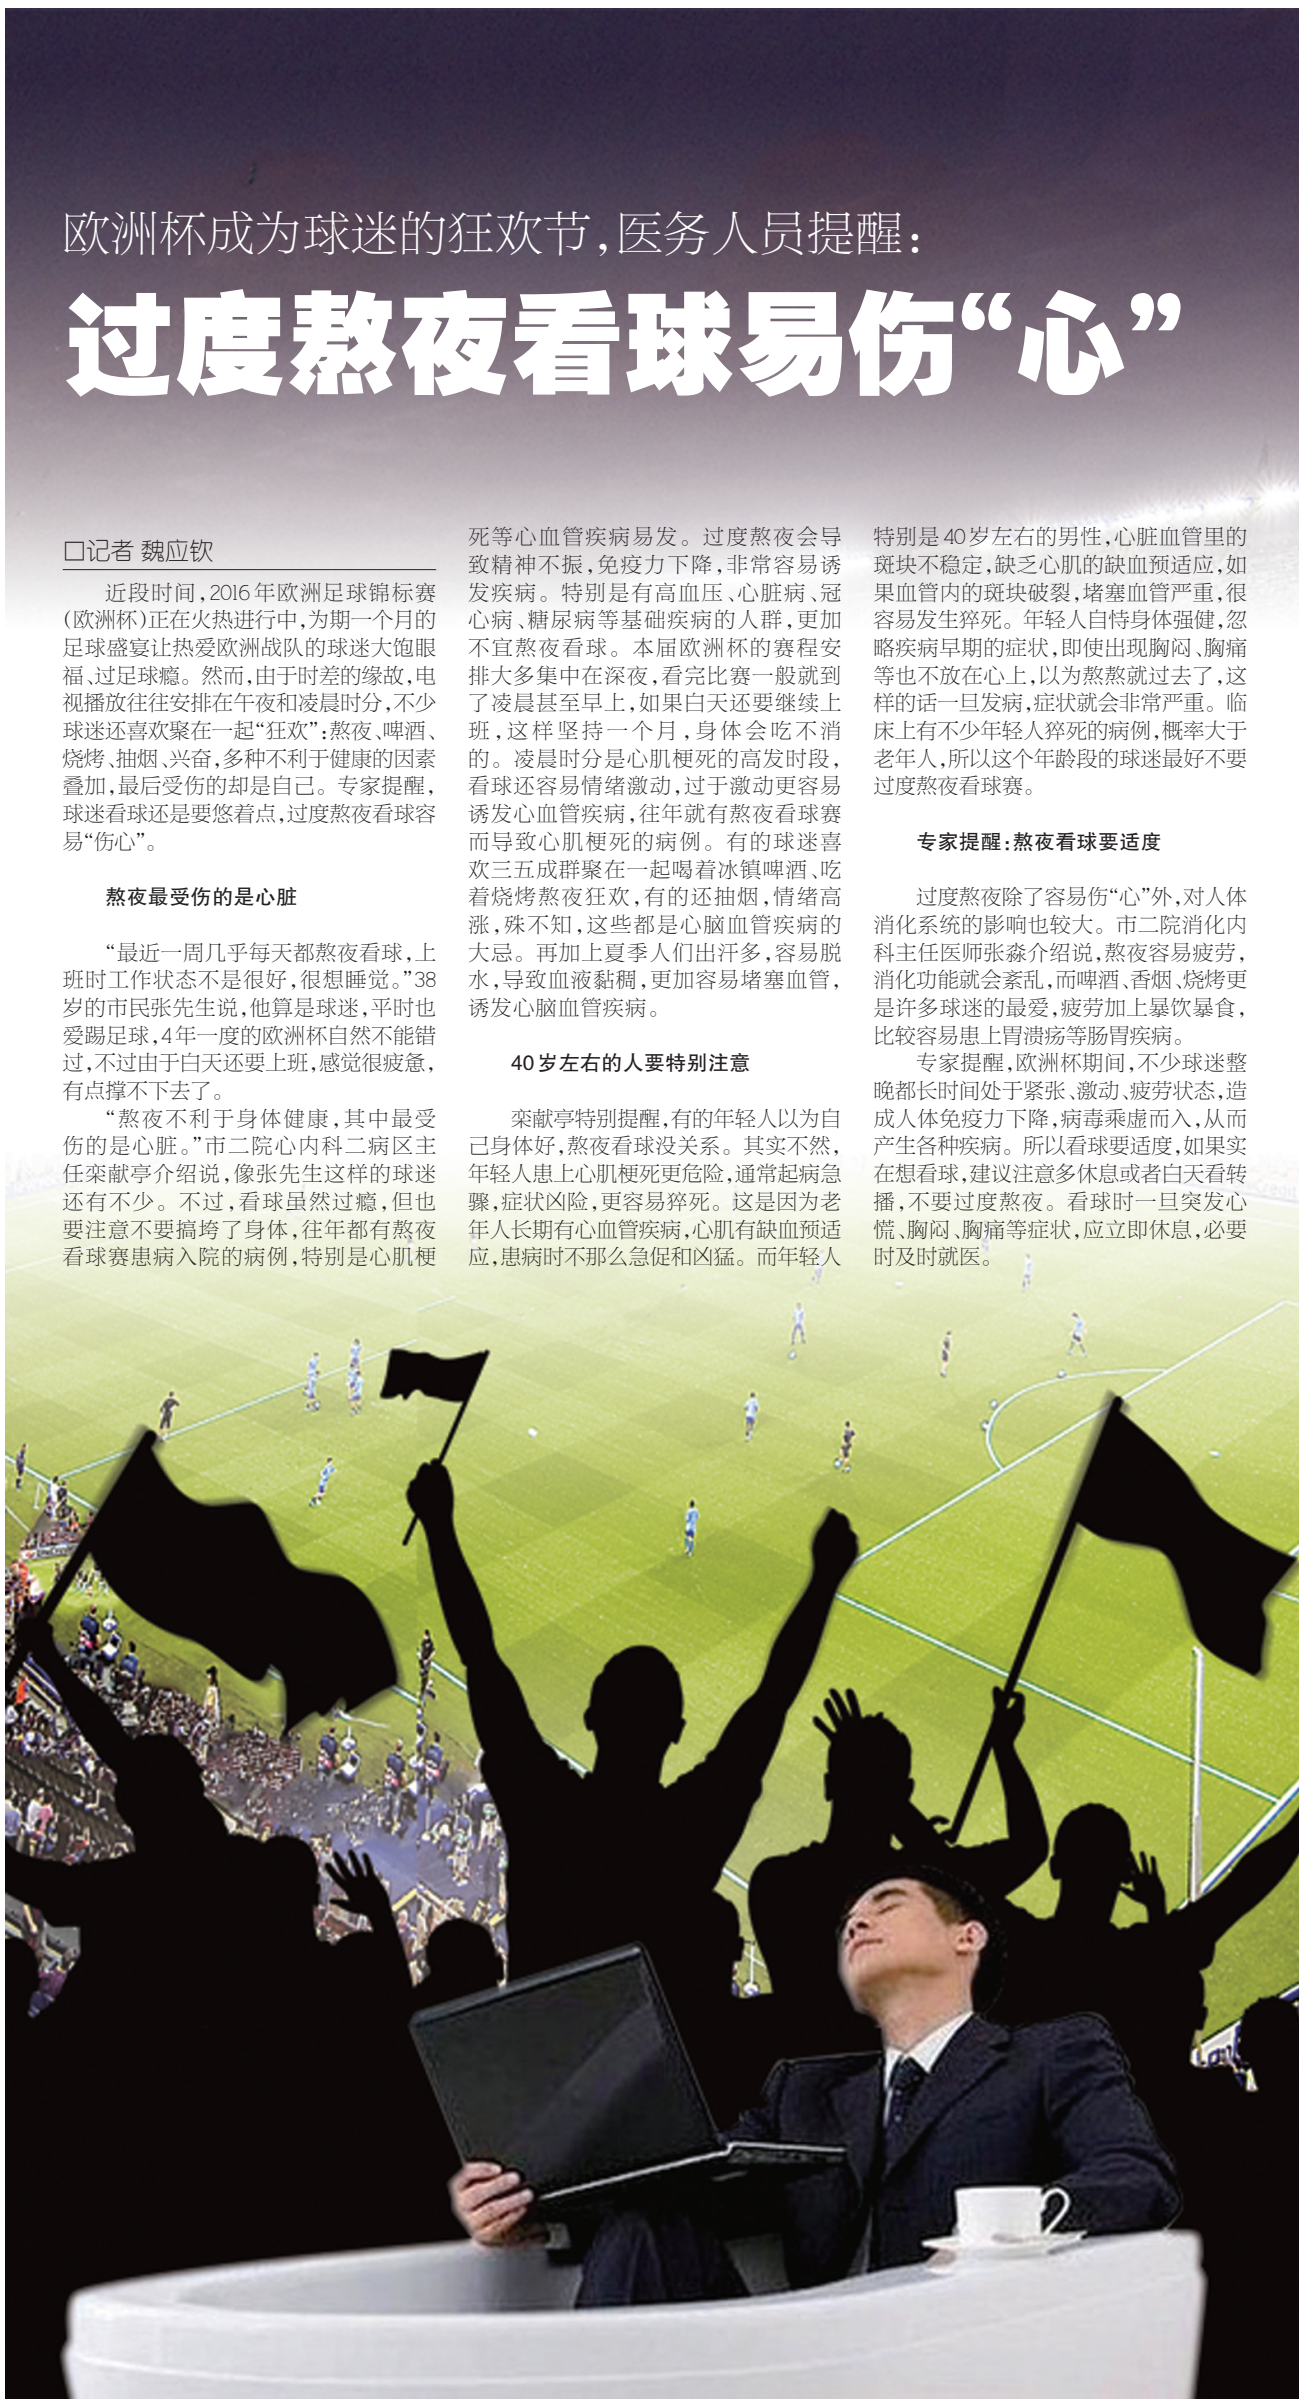 欧洲杯成为球迷的狂欢节,医务人员提醒:
过度熬夜看球易伤“心”
□记者 魏应钦
近段时间,2016年欧洲足球锦标赛
(欧洲杯)正在火热进行中,为期一个月的
足球盛宴让热爱欧洲战队的球迷大饱眼
福、过足球瘾。然而,由于时差的缘故,电
视播放往往安排在午夜和凌晨时分,不少
球迷还喜欢聚在一起“狂欢”:熬夜、啤酒、
烧烤、抽烟、兴奋,多种不利于健康的因素
叠加,最后受伤的却是自己。专家提醒,
球迷看球还是要悠着点,过度熬夜看球容
易“伤心”。
熬夜最受伤的是心脏
“最近一周几乎每天都熬夜看球,上
班时工作状态不是很好,很想睡觉。”38
岁的市民张先生说,他算是球迷,平时也
爱踢足球,4年一度的欧洲杯自然不能错
过,不过由于白天还要上班,感觉很疲惫,
有点撑不下去了。
“熬夜不利于身体健康,其中最受
伤的是心脏。”市二院心内科二病区主
任栾献亭介绍说,像张先生这样的球迷
还有不少。不过,看球虽然过瘾,但也
要注意不要搞垮了身体,往年都有熬夜
看球赛患病入院的病例,特别是心肌梗
死等心血管疾病易发。过度熬夜会导
致精神不振,免疫力下降,非常容易诱
发疾病。特别是有高血压、心脏病、冠
心病、糖尿病等基础疾病的人群,更加
不宜熬夜看球。本届欧洲杯的赛程安
排大多集中在深夜,看完比赛一般就到
了凌晨甚至早上,如果白天还要继续上
班,这样坚持一个月,身体会吃不消
的。凌晨时分是心肌梗死的高发时段,
看球还容易情绪激动,过于激动更容易
诱发心血管疾病,往年就有熬夜看球赛
而导致心肌梗死的病例。有的球迷喜
欢三五成群聚在一起喝着冰镇啤酒、吃
着烧烤熬夜狂欢,有的还抽烟,情绪高
涨,殊不知,这些都是心脑血管疾病的
大忌。再加上夏季人们出汗多,容易脱
水,导致血液黏稠,更加容易堵塞血管,
诱发心脑血管疾病。
40岁左右的人要特别注意
栾献亭特别提醒,有的年轻人以为自
己身体好,熬夜看球没关系。其实不然,
年轻人患上心肌梗死更危险,通常起病急
骤,症状凶险,更容易猝死。这是因为老
年人长期有心血管疾病,心肌有缺血预适
应,患病时不那么急促和凶猛。而年轻人
特别是40岁左右的男性,心脏血管里的
斑块不稳定,缺乏心肌的缺血预适应,如
果血管内的斑块破裂,堵塞血管严重,很
容易发生猝死。年轻人自恃身体强健,忽
略疾病早期的症状,即使出现胸闷、胸痛
等也不放在心上,以为熬熬就过去了,这
样的话一旦发病,症状就会非常严重。临
床上有不少年轻人猝死的病例,概率大于
老年人,所以这个年龄段的球迷最好不要
过度熬夜看球赛。
专家提醒:熬夜看球要适度
过度熬夜除了容易伤“心”外,对人体
消化系统的影响也较大。市二院消化内
科主任医师张淼介绍说,熬夜容易疲劳,
消化功能就会紊乱,而啤酒、香烟、烧烤更
是许多球迷的最爱,疲劳加上暴饮暴食,
比较容易患上胃溃疡等肠胃疾病。
专家提醒,欧洲杯期间,不少球迷整
晚都长时间处于紧张、激动、疲劳状态,造
成人体免疫力下降,病毒乘虚而入,从而
产生各种疾病。所以看球要适度,如果实
在想看球,建议注意多休息或者白天看转
播,不要过度熬夜。看球时一旦突发心
慌、胸闷、胸痛等症状,应立即休息,必要
时及时就医。